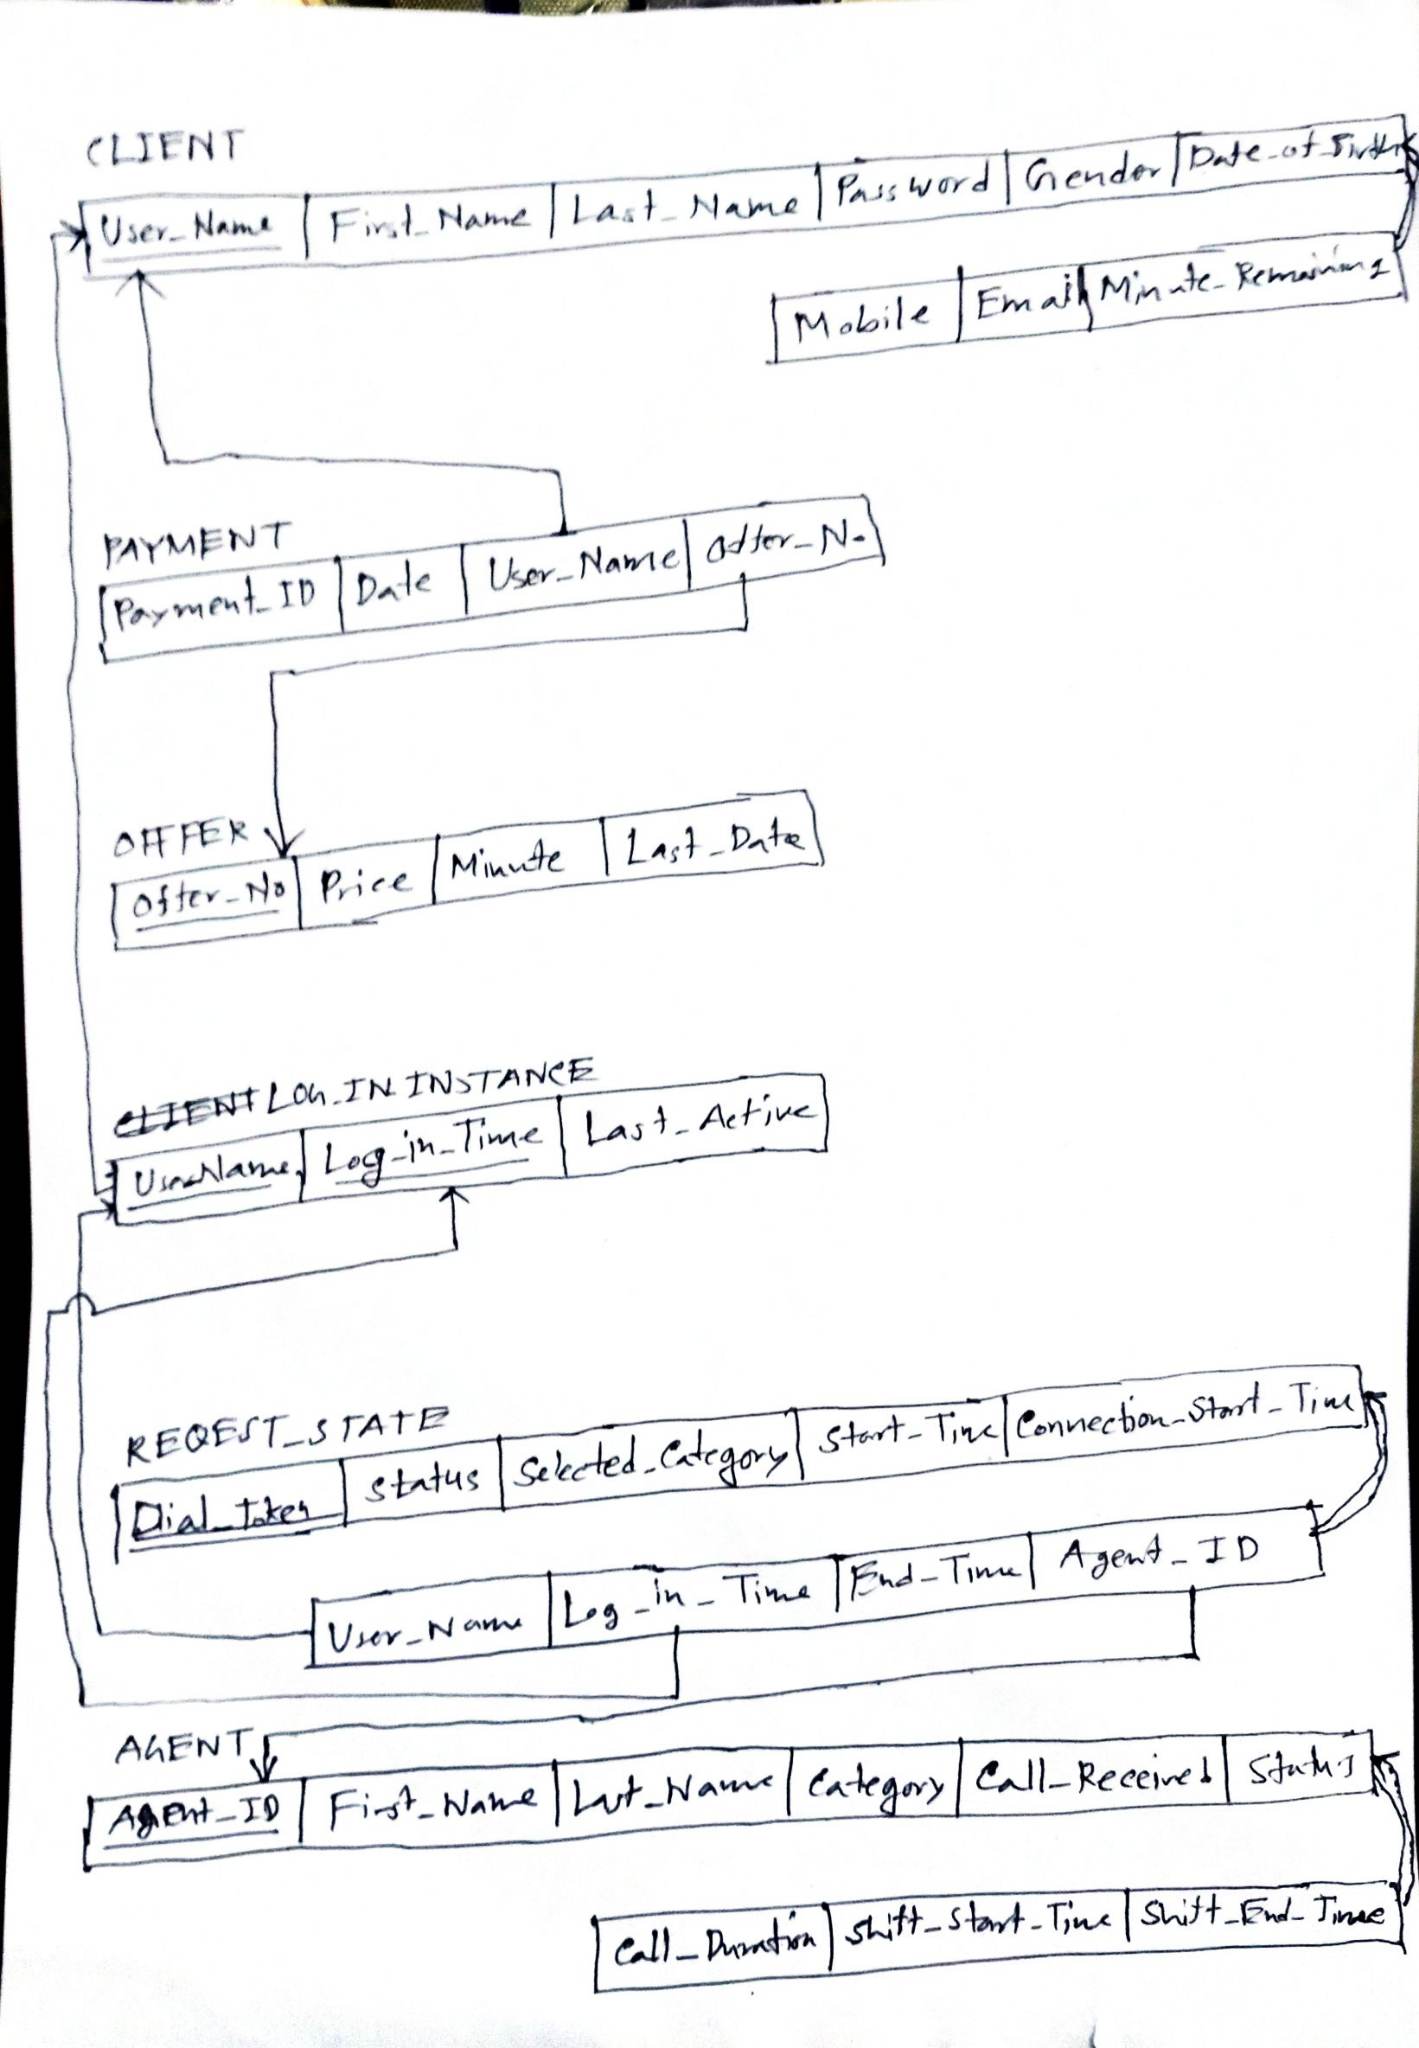 CLIENT
User_Name First_Name Last_Name Password Gender Date_of_Birth
Mobile Email Minute_Remaining
PAYMENT
Payment_ID Date User_Name Offer_No
OFFER
Offer_No Price Minute Last_Date
CLIENT LOG_IN INSTANCE
UserName Log_in_Time Last_Active
REQEST_STATE
Dial_Token Status Selected_Category Start_Time Connection_Start_Time
User_Name Log_in_Time End_Time Agent_ID
AGENT
Agent_ID First_Name Last_Name Category Call_Received Status
Call_Duration Shift_Start_Time Shift_End_Time